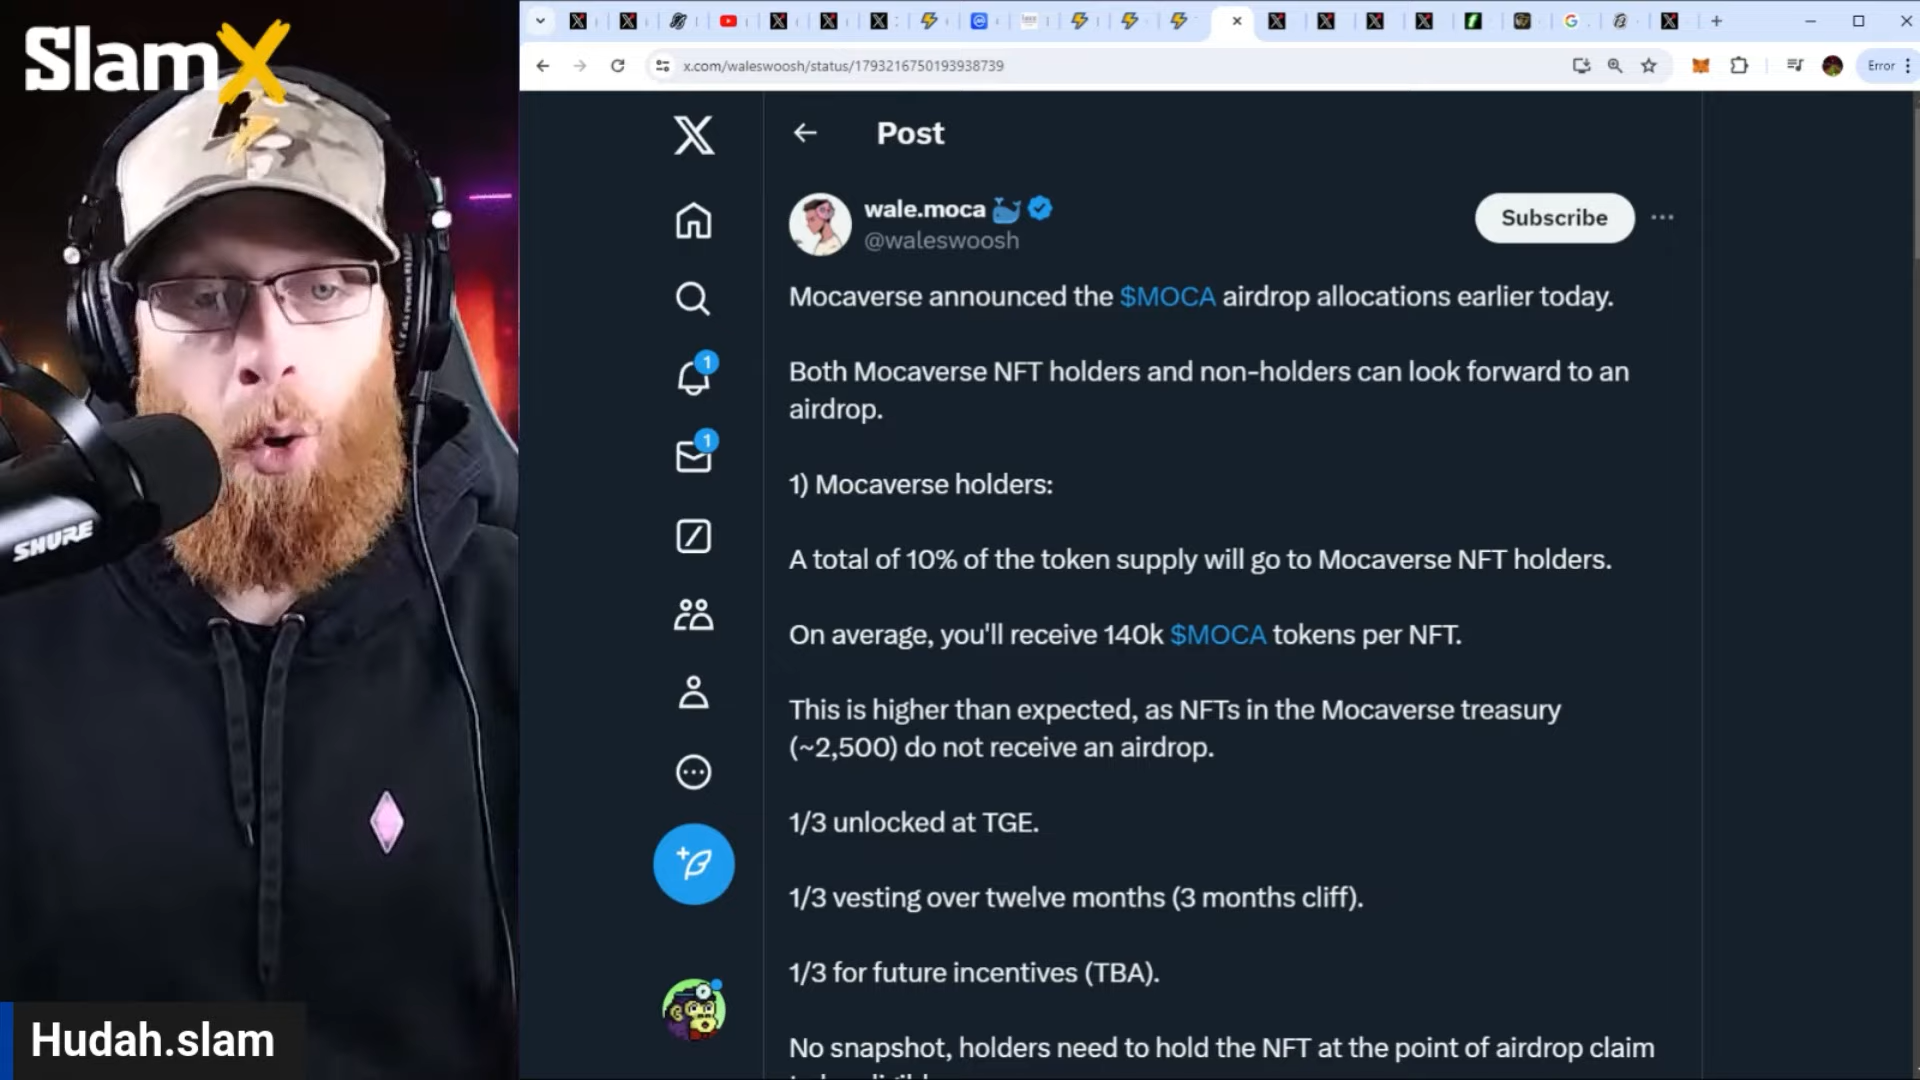 SlamX
SHURE
Hudah.slam
x.com/waleswoosh/status/1793216750193938739
Error
Post
wale.moca
@waleswoosh
Subscribe
1
1
Mocaverse announced the $MOCA airdrop allocations earlier today.
Both Mocaverse NFT holders and non-holders can look forward to an
airdrop.
1) Mocaverse holders:
A total of 10% of the token supply will go to Mocaverse NFT holders.
On average, you'll receive 140k $MOCA tokens per NFT.
This is higher than expected, as NFTs in the Mocaverse treasury
(~2,500) do not receive an airdrop.
1/3 unlocked at TGE.
1/3 vesting over twelve months (3 months cliff).
1/3 for future incentives (TBA).
No snapshot, holders need to hold the NFT at the point of airdrop claim